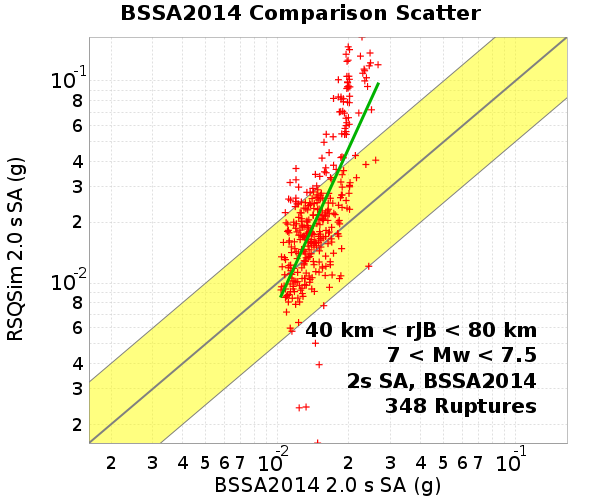 BSSA2014 Comparison Scatter
RSQSim 2.0 s SA (g)
10-1
8
6
4
3
2
10-2
8
6
4
3
2
40 km < rJB < 80 km
7 < Mw < 7.5
2s SA, BSSA2014
348 Ruptures
2 3 4 5 6 7 10-2 2 3 4 5 6 7 10-1
BSSA2014 2.0 s SA (g)